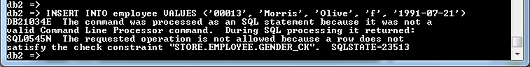 db2 =>
db2 => INSERT INTO employee VALUES ('00013', 'Morris', 'Olive', 'f', '1991-07-21')
DB21034E  The command was processed as an SQL statement because it was not a
valid Command Line Processor command.  During SQL processing it returned:
SQL0545N  The requested operation is not allowed because a row does not
satisfy the check constraint "STORE.EMPLOYEE.GENDER_CK".  SQLSTATE=23513
db2 =>